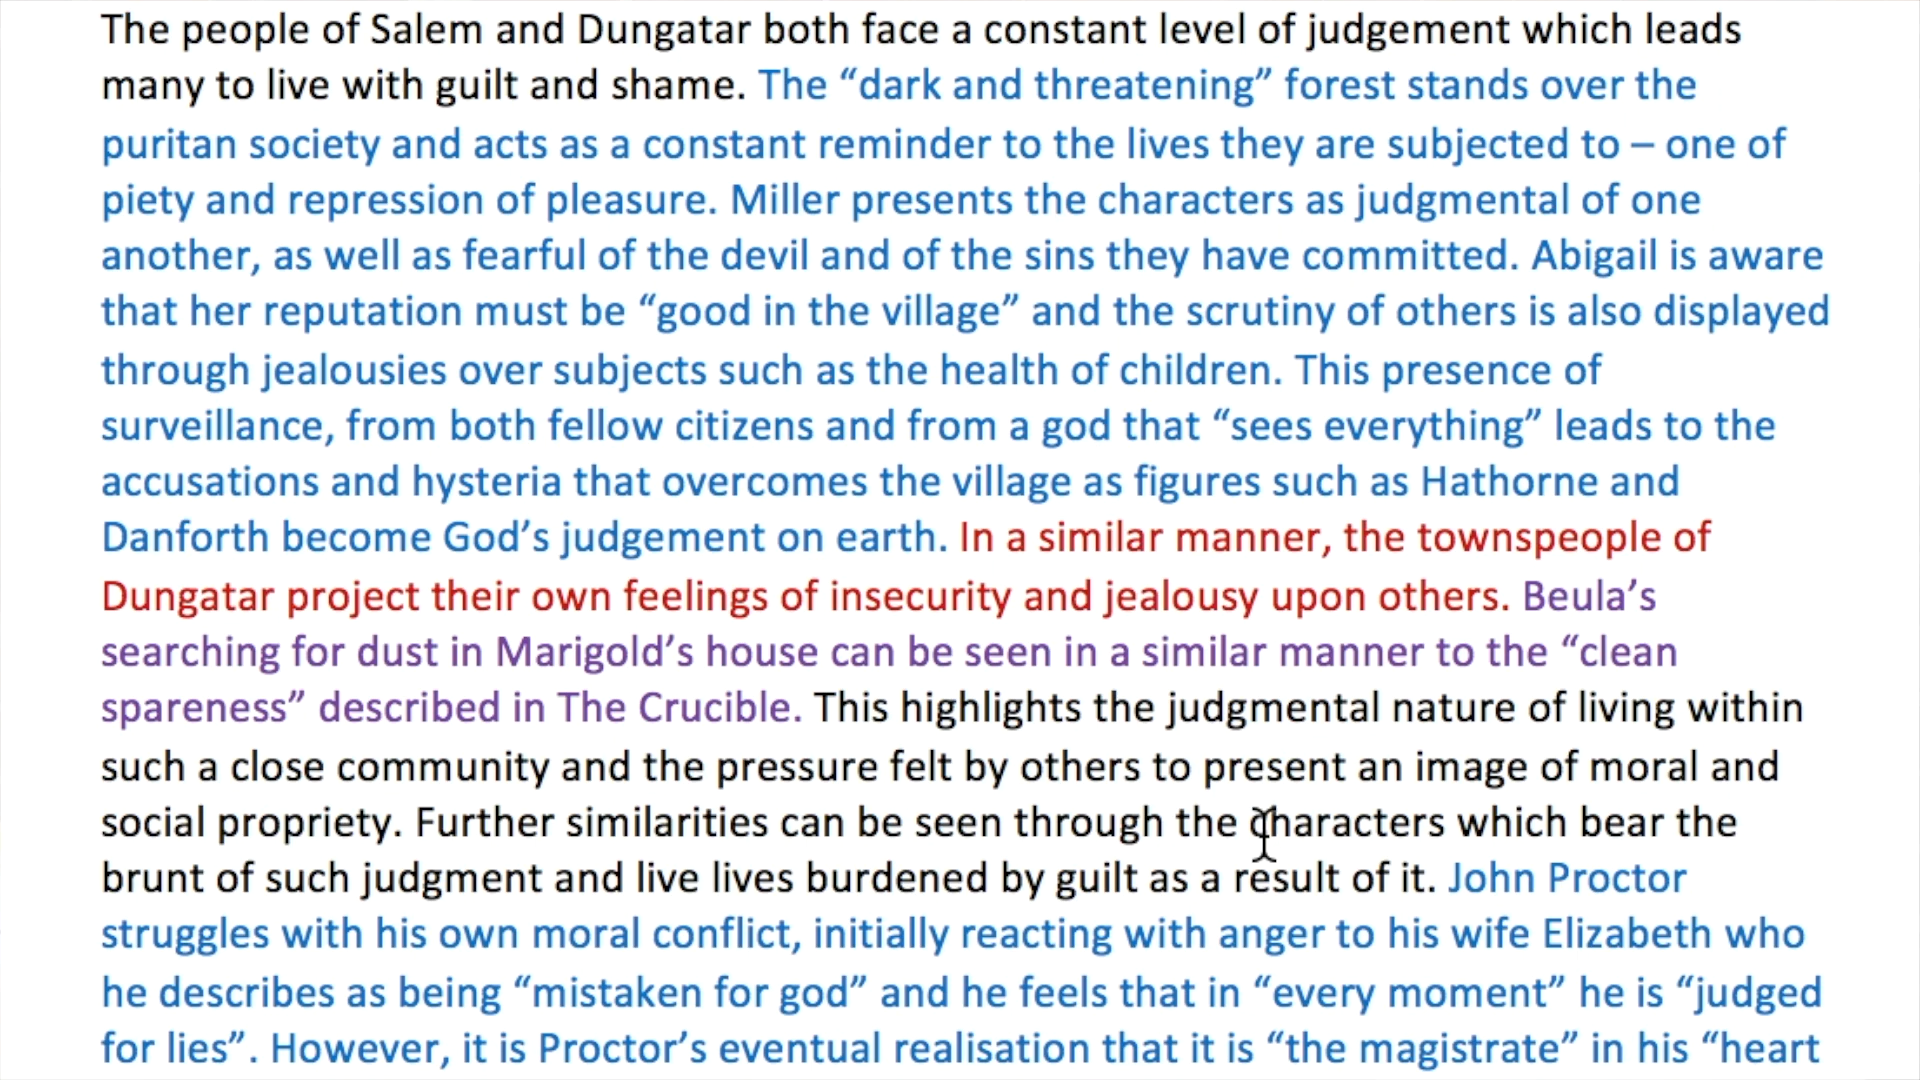 The people of Salem and Dungatar both face a constant level of judgement which leads
many to live with guilt and shame. The “dark and threatening” forest stands over the
puritan society and acts as a constant reminder to the lives they are subjected to – one of
piety and repression of pleasure. Miller presents the characters as judgmental of one
another, as well as fearful of the devil and of the sins they have committed. Abigail is aware
that her reputation must be “good in the village” and the scrutiny of others is also displayed
through jealousies over subjects such as the health of children. This presence of
surveillance, from both fellow citizens and from a god that “sees everything” leads to the
accusations and hysteria that overcomes the village as figures such as Hathorne and
Danforth become God’s judgement on earth. In a similar manner, the townspeople of
Dungatar project their own feelings of insecurity and jealousy upon others. Beula’s
searching for dust in Marigold’s house can be seen in a similar manner to the “clean
spareness” described in The Crucible. This highlights the judgmental nature of living within
such a close community and the pressure felt by others to present an image of moral and
social propriety. Further similarities can be seen through the characters which bear the
brunt of such judgment and live lives burdened by guilt as a result of it. John Proctor
struggles with his own moral conflict, initially reacting with anger to his wife Elizabeth who
he describes as being “mistaken for god” and he feels that in “every moment” he is “judged
for lies”. However, it is Proctor’s eventual realisation that it is “the magistrate” in his “heart